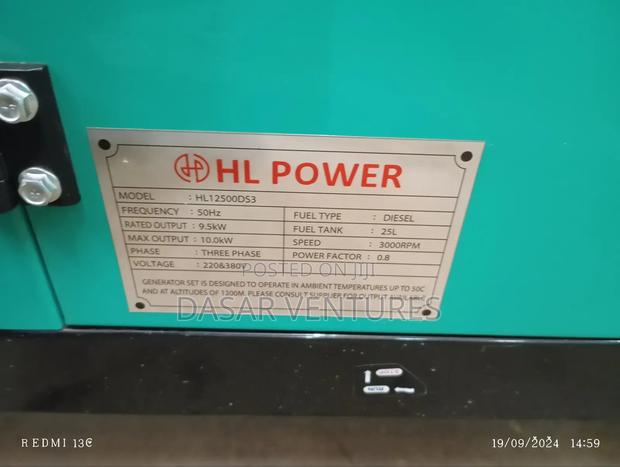 HL POWER
MODEL : HL12500DS3
FREQUENCY : 50Hz
FUEL TYPE : DIESEL
RATED OUTPUT : 9.5kW
FUEL TANK : 25L
MAX OUTPUT : 10.0kW
SPEED : 3000RPM
PHASE : THREE PHASE
POWER FACTOR : 0.8
VOLTAGE : 220&380V
POSTED ON JIJI
GENERATOR SET IS DESIGNED TO OPERATE IN AMBIENT TEMPERATURES UP TO 50C
AND AT ALTITUDES OF 1300M. PLEASE CONSULT SUPPLIER FOR OUTPUT AVAILABLE
DASAR VENTURES
REDMI 13C
19/09/2024 14:59